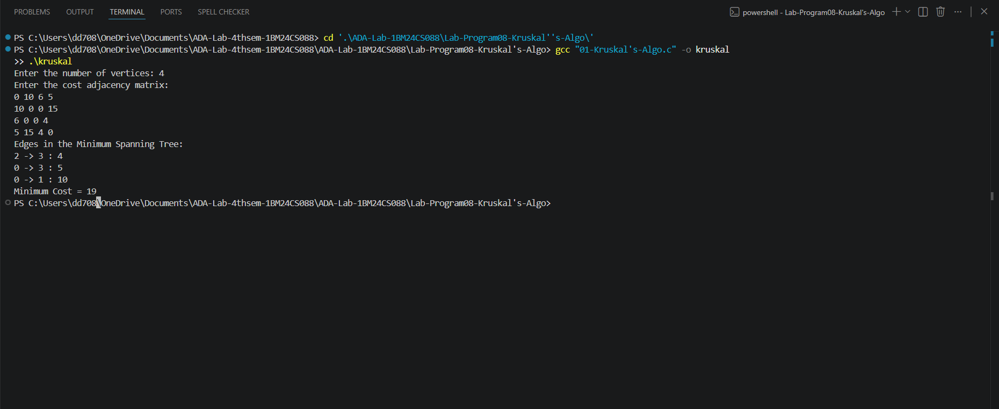 PROBLEMS OUTPUT TERMINAL PORTS SPELL CHECKER powershell - Lab-Program08-Kruskal's-Algo
PS C:\Users\dd708\OneDrive\Documents\ADA-Lab-4thsem-1BM24CS088> cd '.\ADA-Lab-1BM24CS088\Lab-Program08-Kruskal''s-Algo\'
PS C:\Users\dd708\OneDrive\Documents\ADA-Lab-4thsem-1BM24CS088\ADA-Lab-1BM24CS088\Lab-Program08-Kruskal's-Algo> gcc "01-Kruskal's-Algo.c" -o kruskal
>> .\kruskal
Enter the number of vertices: 4
Enter the cost adjacency matrix:
0 10 6 5
10 0 0 15
6 0 0 4
5 15 4 0
Edges in the Minimum Spanning Tree:
2 -> 3 : 4
0 -> 3 : 5
0 -> 1 : 10
Minimum Cost = 19
PS C:\Users\dd708\OneDrive\Documents\ADA-Lab-4thsem-1BM24CS088\ADA-Lab-1BM24CS088\Lab-Program08-Kruskal's-Algo>